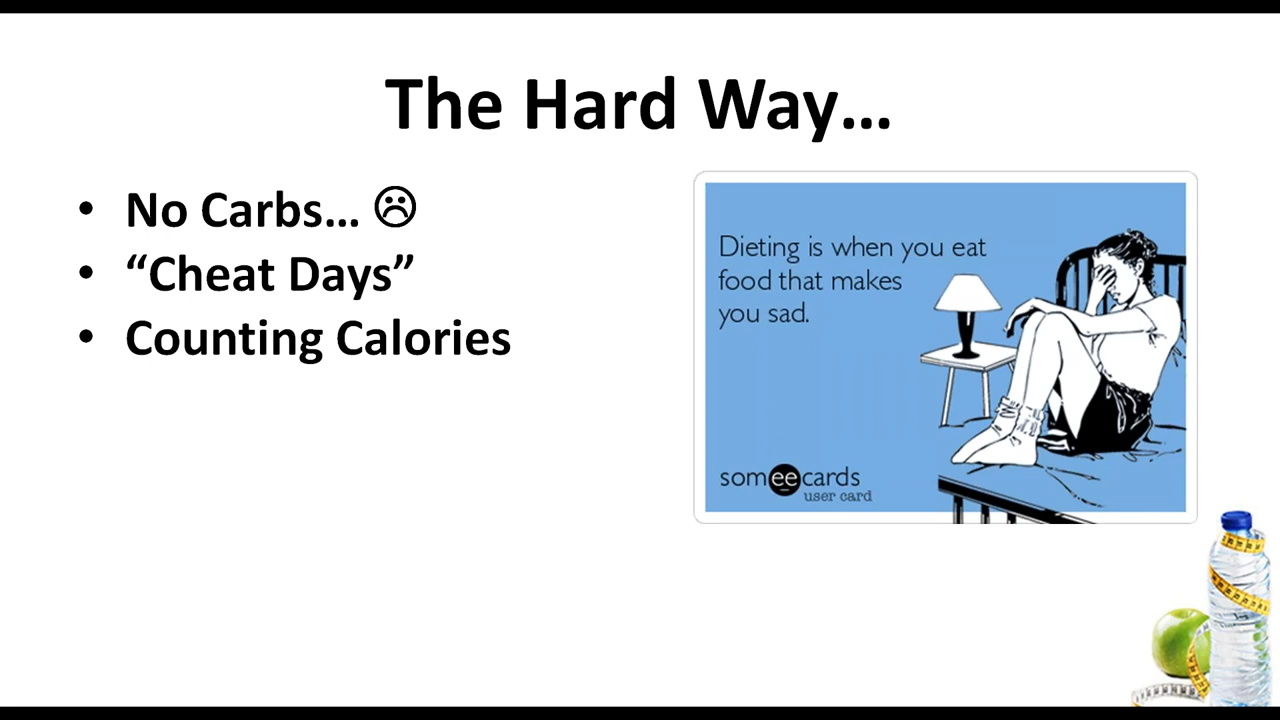 The Hard Way...
• No Carbs... ☹
• “Cheat Days”
• Counting Calories
Dieting is when you eat
food that makes
you sad.
someecards
user card